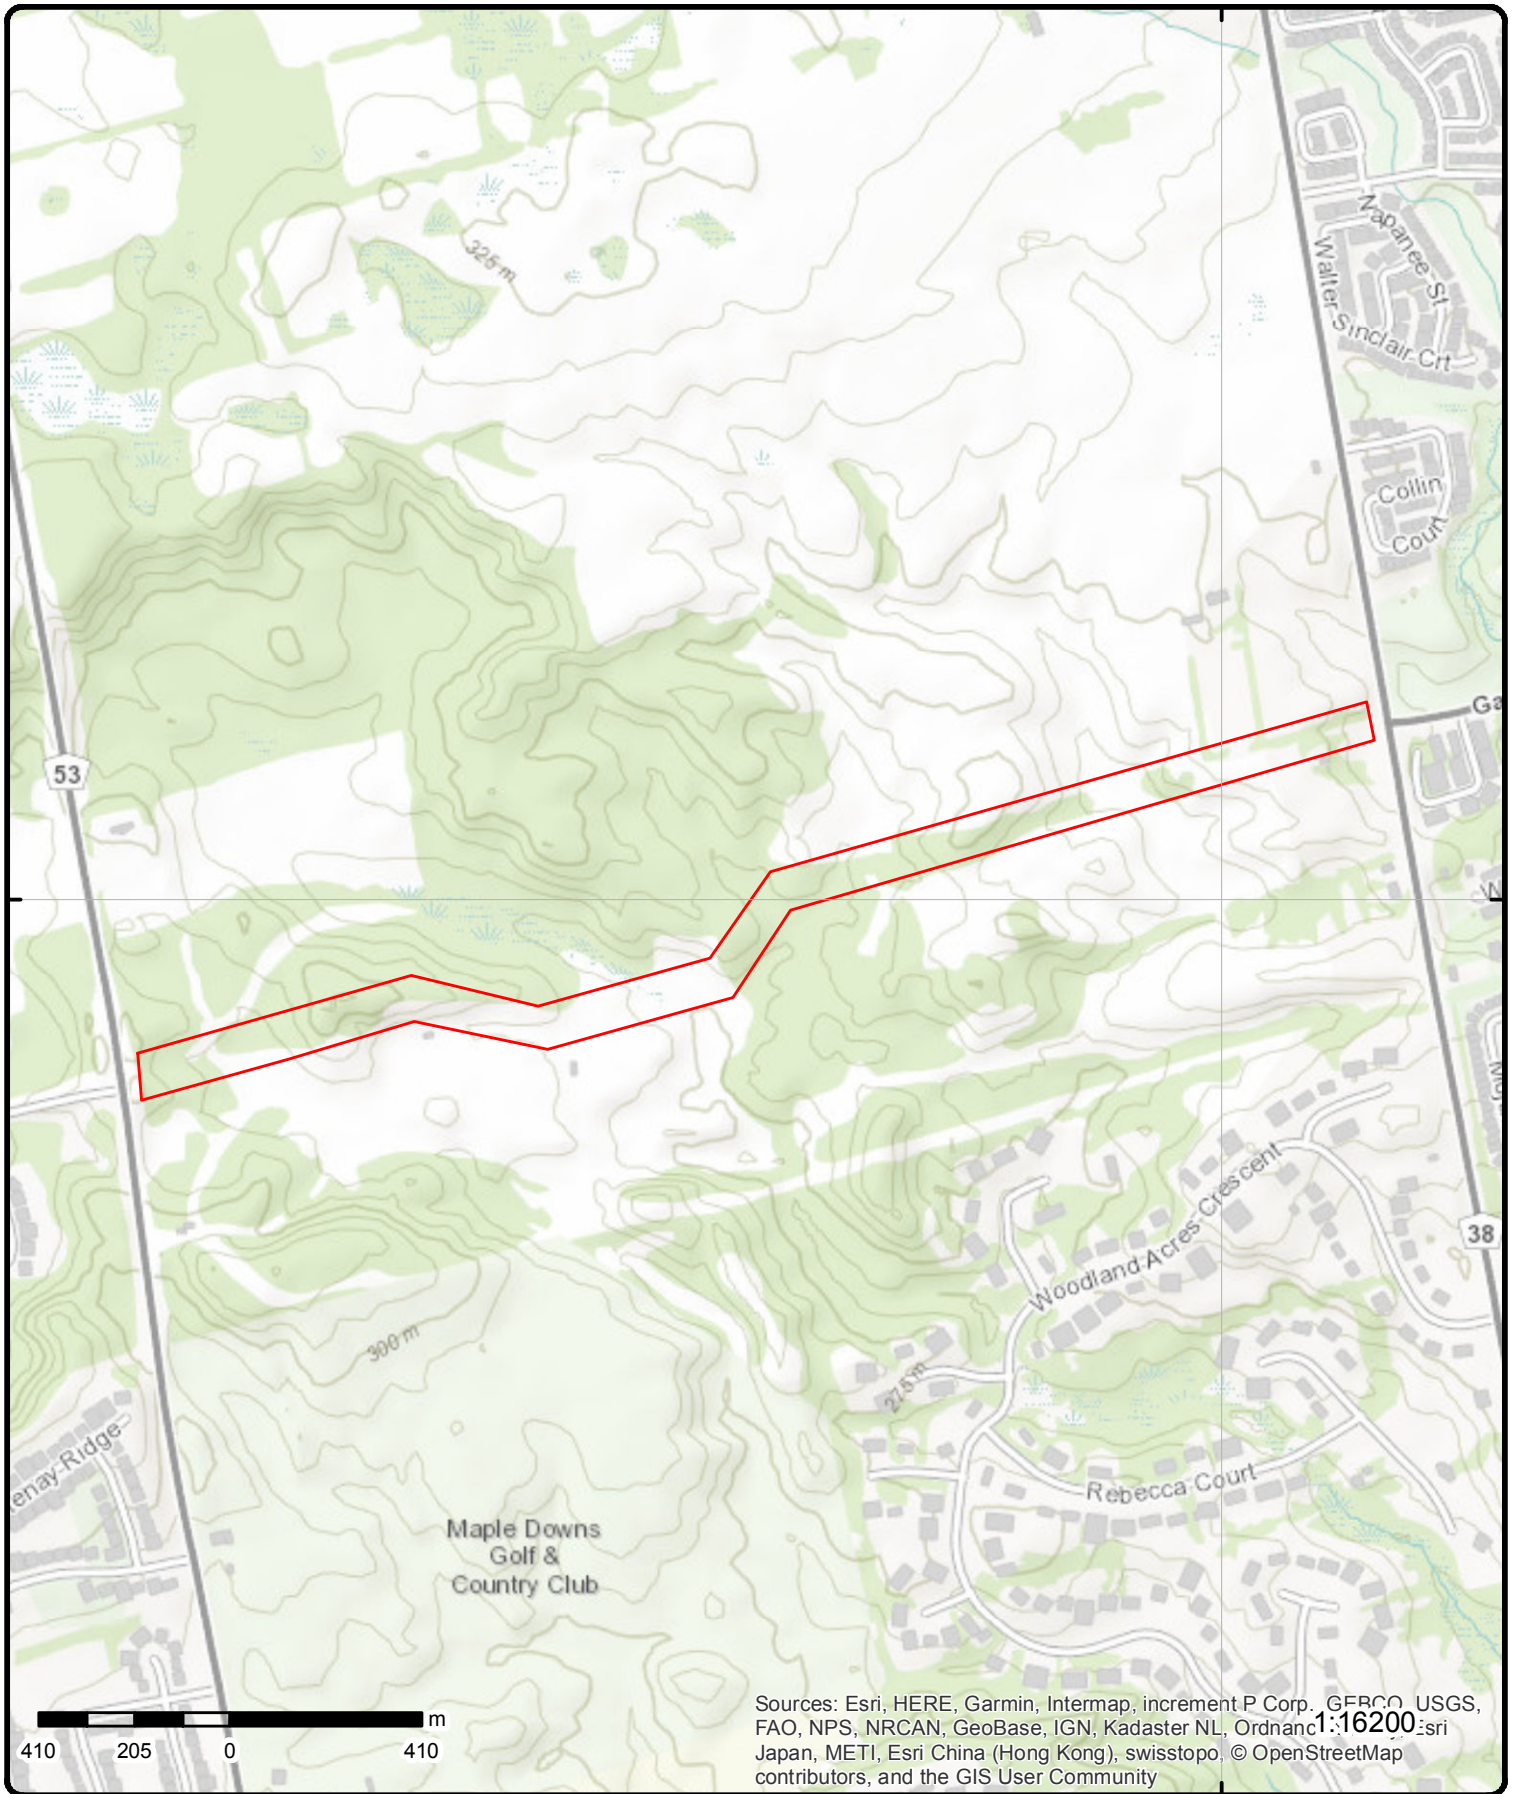 Napanee St
Walter Sinclair Crt
325 m
Collin
Court
Ga
53
38
Woodland Acres Crescent
300 m
275 m
enay Ridge
Rebecca Court
Maple Downs
Golf &
Country Club
Sources: Esri, HERE, Garmin, Intermap, increment P Corp., GEBCO, USGS,
FAO, NPS, NRCAN, GeoBase, IGN, Kadaster NL, Ordnanc
1:16200
Esri
Japan, METI, Esri China (Hong Kong), swisstopo, © OpenStreetMap
contributors, and the GIS User Community
m
410 205 0 410